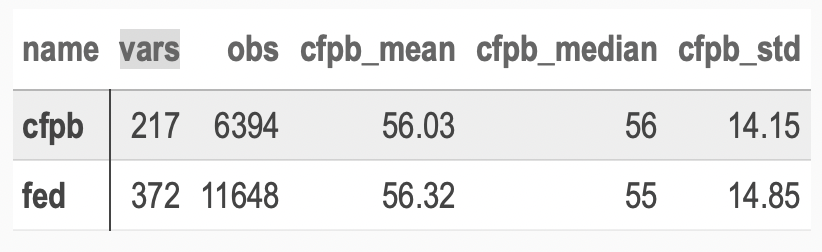 name vars obs cfpb_mean cfpb_median cfpb_std
cfpb 217 6394 56.03 56 14.15
fed 372 11648 56.32 55 14.85